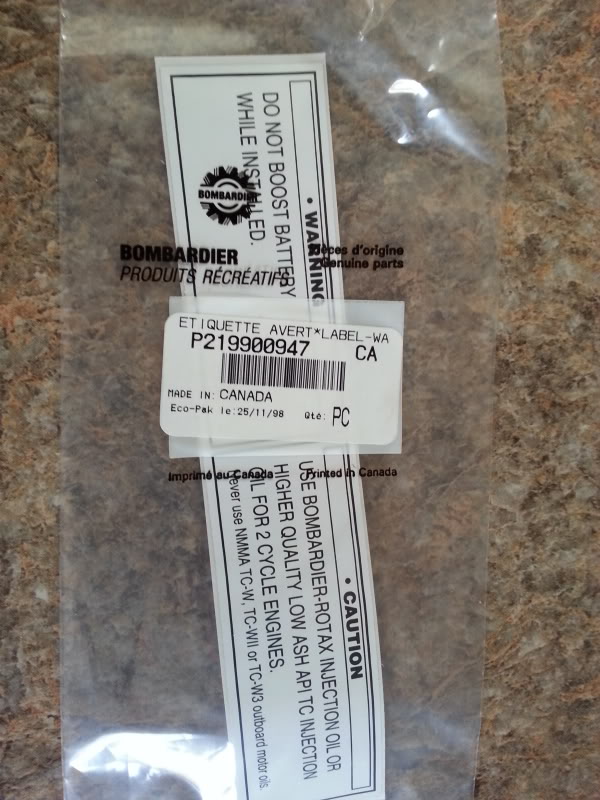 • WARNING
DO NOT BOOST BATTERY
WHILE INSTALLED.
BOMBARDIER
BOMBARDIER
PRODUITS RÉCRÉATIFS
Pièces d'origine
Genuine parts
ETIQUETTE AVERT*LABEL-WA
P219900947 CA
MADE IN: CANADA
Eco-Pak le:25/11/98 Qté: PC
Imprimé au Canada
Printed in Canada
• CAUTION
USE BOMBARDIER-ROTAX INJECTION OIL OR
HIGHER QUALITY LOW ASH API TC INJECTION
OIL FOR 2 CYCLE ENGINES.
Never use NMMA TC-W, TC-WII or TC-W3 outboard motor oils.